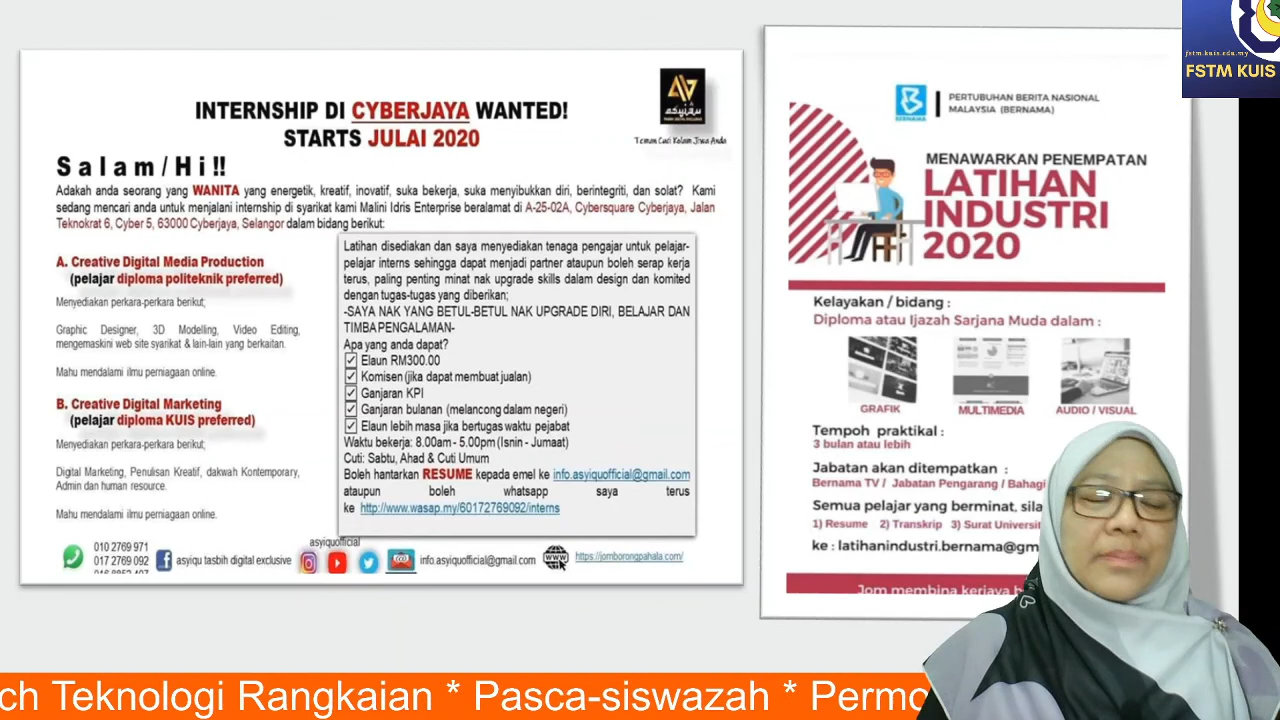 INTERNSHIP DI CYBERJAYA WANTED!
STARTS JULAI 2020
Teman Cuci Kolam Jiwa Anda
Salam/Hi!!
Adakah anda seorang yang WANITA yang energetik, kreatif, inovatif, suka bekerja, suka menyibukkan diri, berintegriti, dan solat? Kami
sedang mencari anda untuk menjalani internship di syarikat kami Malini Idris Enterprise beralamat di A-25-02A, Cybersquare Cyberjaya, Jalan
Teknokrat 6, Cyber 5, 63000 Cyberjaya, Selangor dalam bidang berikut:
A. Creative Digital Media Production
(pelajar diploma politeknik preferred)
Menyediakan perkara-perkara berikut;
Graphic Designer, 3D Modelling, Video Editing,
mengemaskini web site syarikat & lain-lain yang berkaitan.
Mahu mendalami ilmu perniagaan online.
B. Creative Digital Marketing
(pelajar diploma KUIS preferred)
Menyediakan perkara-perkara berikut;
Digital Marketing, Penulisan Kreatif, dakwah Kontemporary,
Admin dan human resource.
Mahu mendalami ilmu perniagaan online.
Latihan disediakan dan saya menyediakan tenaga pengajar untuk pelajar-
pelajar interns sehingga dapat menjadi partner ataupun boleh serap kerja
terus, paling penting minat nak upgrade skills dalam design dan komited
dengan tugas-tugas yang diberikan;
-SAYA NAK YANG BETUL-BETUL NAK UPGRADE DIRI, BELAJAR DAN
TIMBA PENGALAMAN-
Apa yang anda dapat?
Elaun RM300.00
Komisen (jika dapat membuat jualan)
Ganjaran KPI
Ganjaran bulanan (melancong dalam negeri)
Elaun lebih masa jika bertugas waktu pejabat
Waktu bekerja: 8.00am - 5.00pm (Isnin - Jumaat)
Cuti: Sabtu, Ahad & Cuti Umum
Boleh hantarkan RESUME kepada emel ke info.asyiquofficial@gmail.com
ataupun boleh whatsapp saya terus
ke http://www.wasap.my/60172769092/interns
010 2769 971
017 2769 092
asyiqu tasbih digital exclusive
asyiquofficial
info.asyiquofficial@gmail.com
WWW
https://jomborongpahala.com/
BERNAMA
PERTUBUHAN BERITA NASIONAL
MALAYSIA (BERNAMA)
MENAWARKAN PENEMPATAN
LATIHAN
INDUSTRI
2020
Kelayakan / bidang :
Diploma atau Ijazah Sarjana Muda dalam :
GRAFIK MULTIMEDIA AUDIO / VISUAL
Tempoh praktikal :
3 bulan atau lebih
Jabatan akan ditempatkan :
Bernama TV / Jabatan Pengarang / Bahagi
Semua pelajar yang berminat, sila
1) Resume 2) Transkrip 3) Surat Universit
ke : latihanindustri.bernama@gm
Jom membina kerjaya b
fstm.kuis.edu.my
FSTM KUIS
ch Teknologi Rangkaian * Pasca-siswazah * Permo